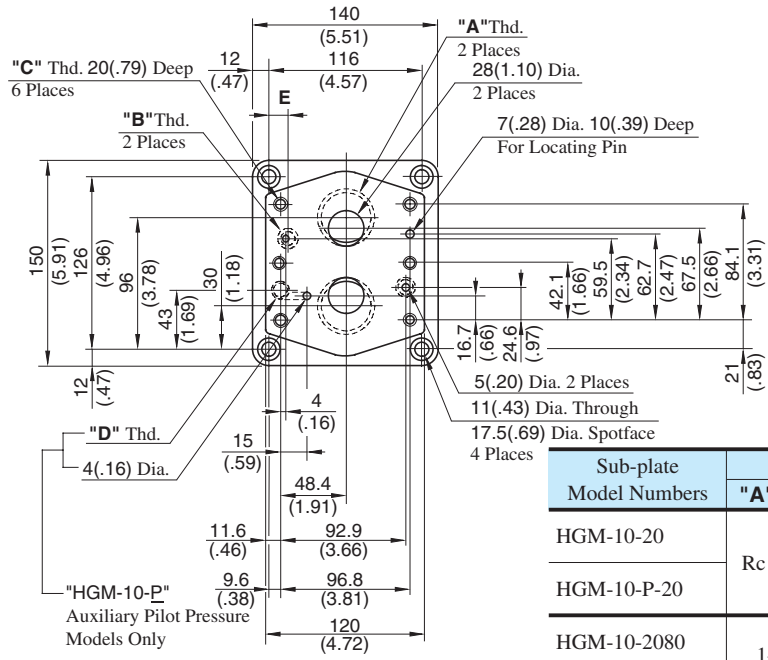 140
(5.51)
12
(.47)
116
(4.57)
"A"Thd.
2 Places
28(1.10) Dia.
2 Places
"C" Thd. 20(.79) Deep
6 Places
E
"B"Thd.
2 Places
7(.28) Dia. 10(.39) Deep
For Locating Pin
150
(5.91)
126
(4.96)
96
(3.78)
43
(1.69)
30
(1.18)
12
(.47)
16.7
(.66)
24.6
(.97)
42.1
(1.66)
59.5
(2.34)
62.7
(2.47)
67.5
(2.66)
84.1
(3.31)
21
(.83)
5(.20) Dia. 2 Places
11(.43) Dia. Through
17.5(.69) Dia. Spotface
4 Places
4
(.16)
"D" Thd.
15
(.59)
4(.16) Dia.
48.4
(1.91)
11.6
(.46)
92.9
(3.66)
9.6
(.38)
96.8
(3.81)
120
(4.72)
"HGM-10-P"
Auxiliary Pilot Pressure
Models Only
Sub-plate
Model Numbers
"A"
HGM-10-20
Rc
HGM-10-P-20
HGM-10-2080